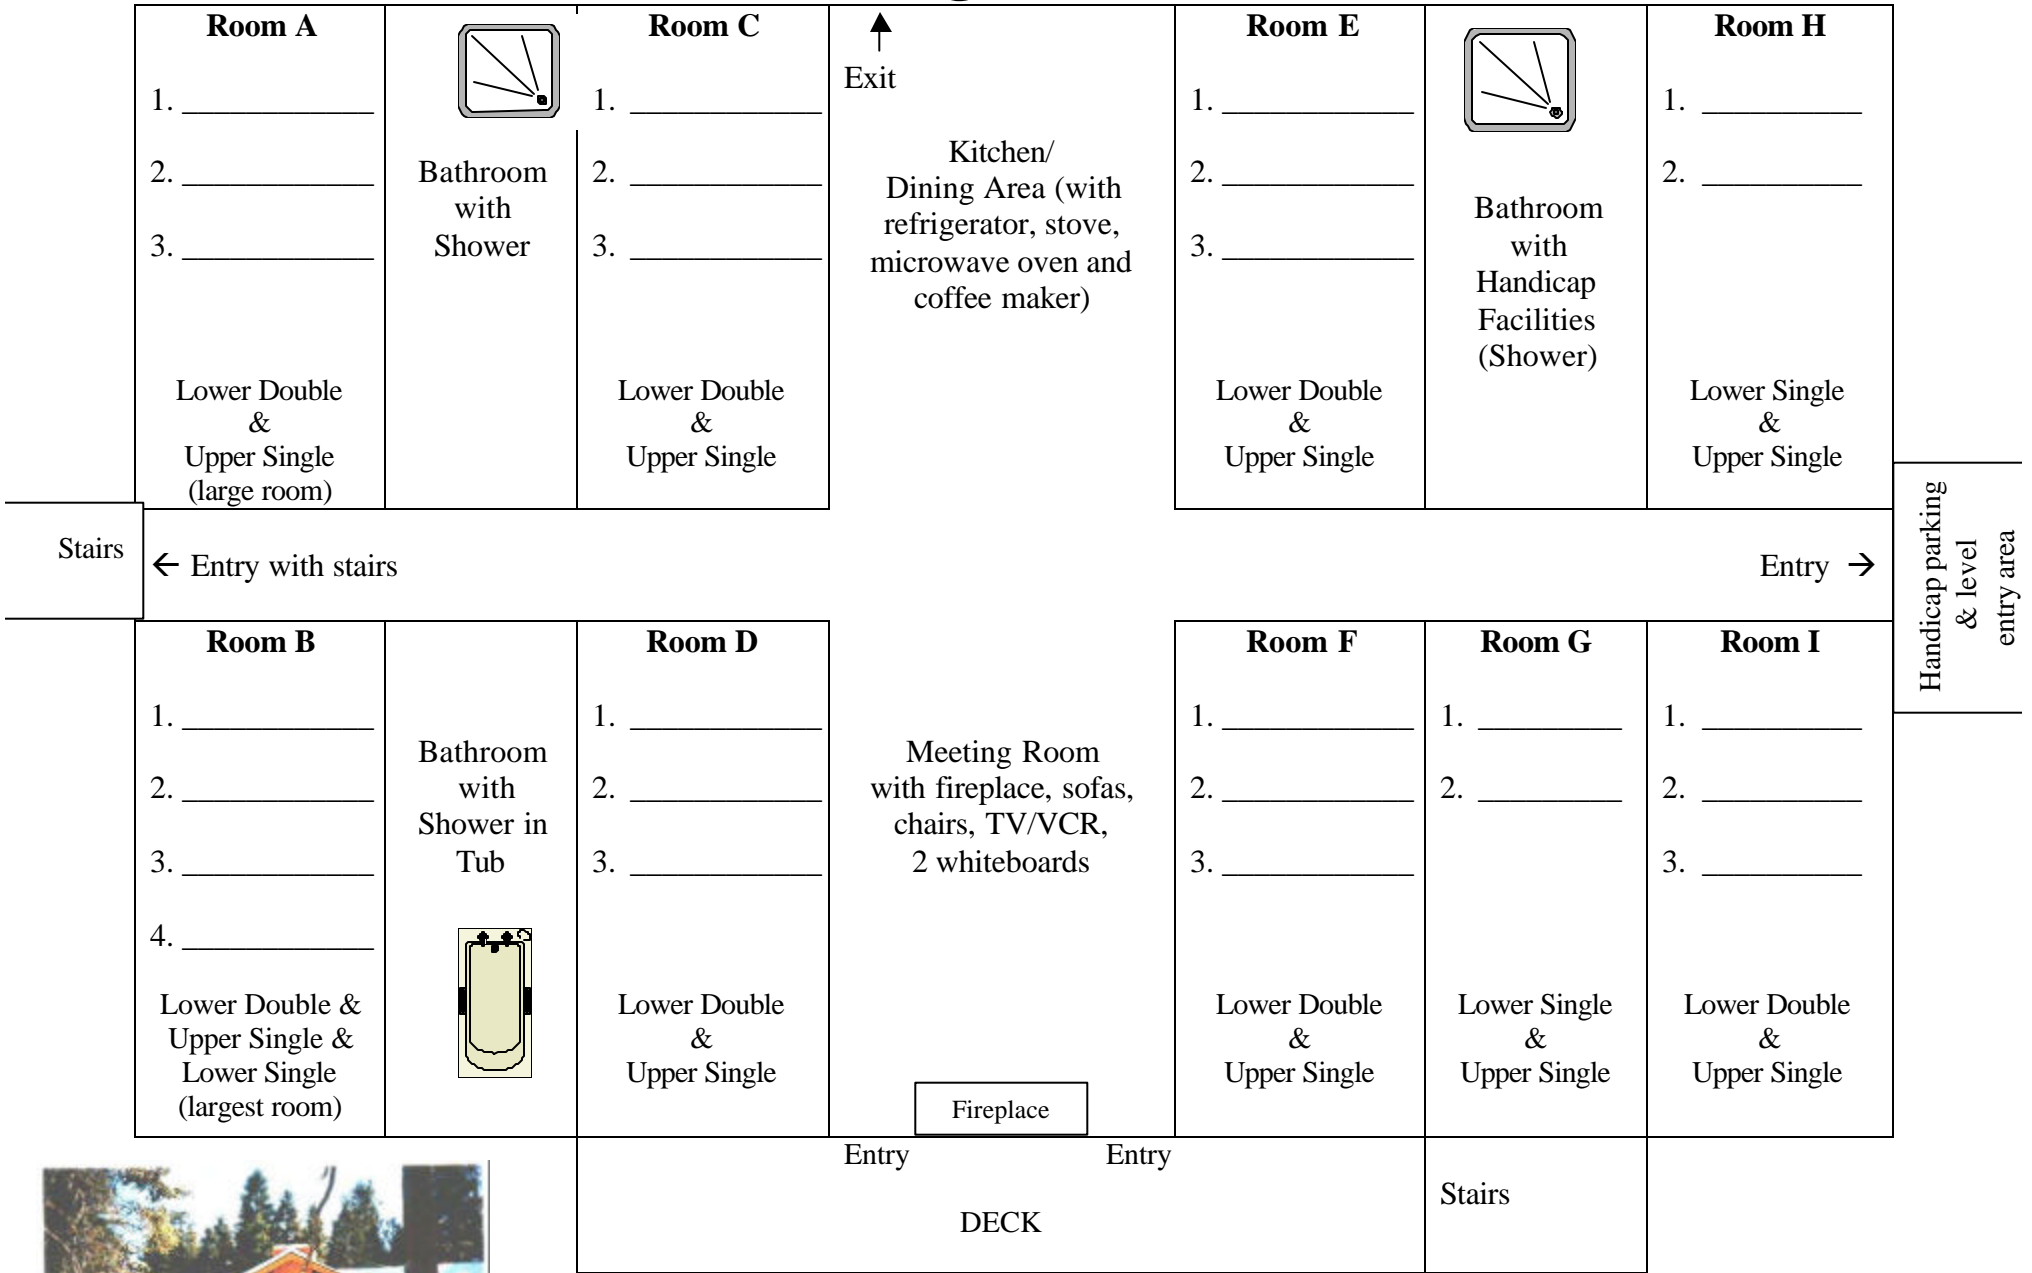 Room A
1. ____________
2. ____________
3. ____________
Lower Double
&
Upper Single
(large room)
Bathroom
with
Shower
Room C
1. ____________
2. ____________
3. ____________
Lower Double
&
Upper Single
↑
Exit
Kitchen/
Dining Area (with
refrigerator, stove,
microwave oven and
coffee maker)
Room E
1. ____________
2. ____________
3. ____________
Lower Double
&
Upper Single
Bathroom
with
Handicap
Facilities
(Shower)
Room H
1. __________
2. __________
Lower Single
&
Upper Single
Stairs
← Entry with stairs
Entry →
Handicap parking
& level
entry area
Room B
1. ____________
2. ____________
3. ____________
4. ____________
Lower Double &
Upper Single &
Lower Single
(largest room)
Bathroom
with
Shower in
Tub
Room D
1. ____________
2. ____________
3. ____________
Lower Double
&
Upper Single
Meeting Room
with fireplace, sofas,
chairs, TV/VCR,
2 whiteboards
Fireplace
Room F
1. ____________
2. ____________
3. ____________
Lower Double
&
Upper Single
Room G
1. _________
2. _________
Lower Single
&
Upper Single
Room I
1. __________
2. __________
3. __________
Lower Double
&
Upper Single
Entry
Entry
DECK
Stairs